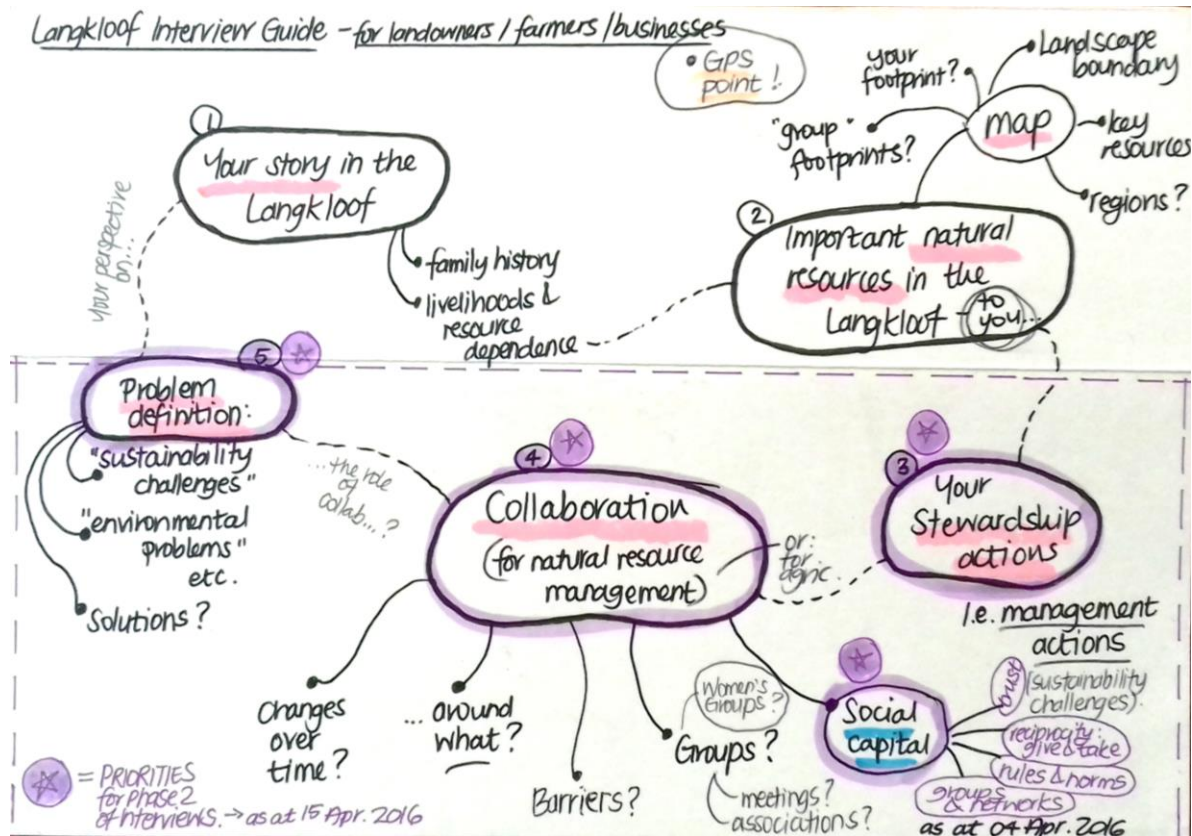 Langkloof Interview Guide - for landowners / farmers / businesses
• GPS
point !
1
Your story in the
Langkloof
• family history
• livelihoods &
resource
dependence
Your perspective
on...
2
Important natural
resources in the
Langkloof - to
you...
map
your
footprint?
Landscape
boundary
"group"
footprints?
key
resources
regions?
5
Problem
definition:
"sustainability
challenges"
"environmental
problems"
etc.
Solutions?
...the role
of
collab...?
4
Collaboration
(for natural resource
management)
or:
for
agric.
3
Your
Stewardship
actions
I.e. management
actions
(sustainability
challenges)
Changes
over
time?
... around
what?
Barriers?
Groups?
Women's
Groups?
meetings?
associations?
Social
capital
trust
reciprocity:
give & take
rules & norms
groups
& networks
= PRIORITIES
for phase 2
of interviews. → as at 15 Apr. 2016
as at 04 Apr. 2016